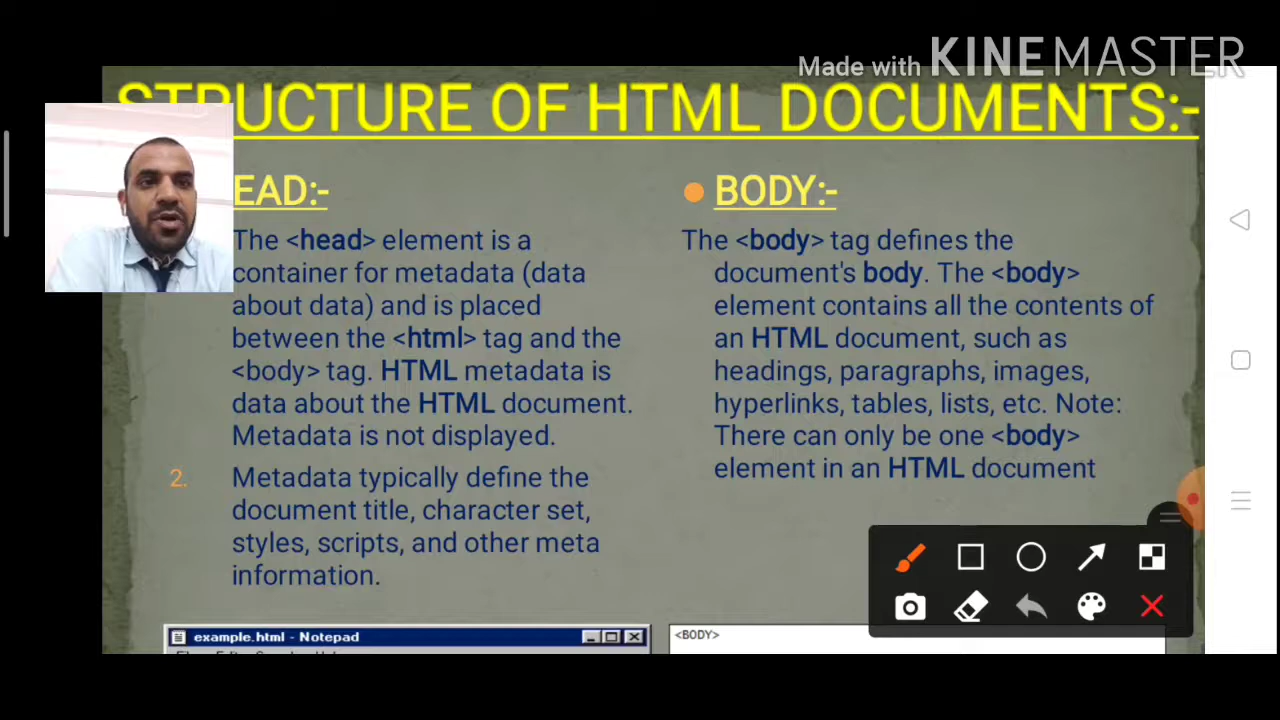 Made with KINEMASTER
STRUCTURE OF HTML DOCUMENTS:-
EAD:-
The <head> element is a
container for metadata (data
about data) and is placed
between the <html> tag and the
<body> tag. HTML metadata is
data about the HTML document.
Metadata is not displayed.
2. Metadata typically define the
document title, character set,
styles, scripts, and other meta
information.
BODY:-
The <body> tag defines the
document's body. The <body>
element contains all the contents of
an HTML document, such as
headings, paragraphs, images,
hyperlinks, tables, lists, etc. Note:
There can only be one <body>
element in an HTML document
example.html - Notepad
<BODY>